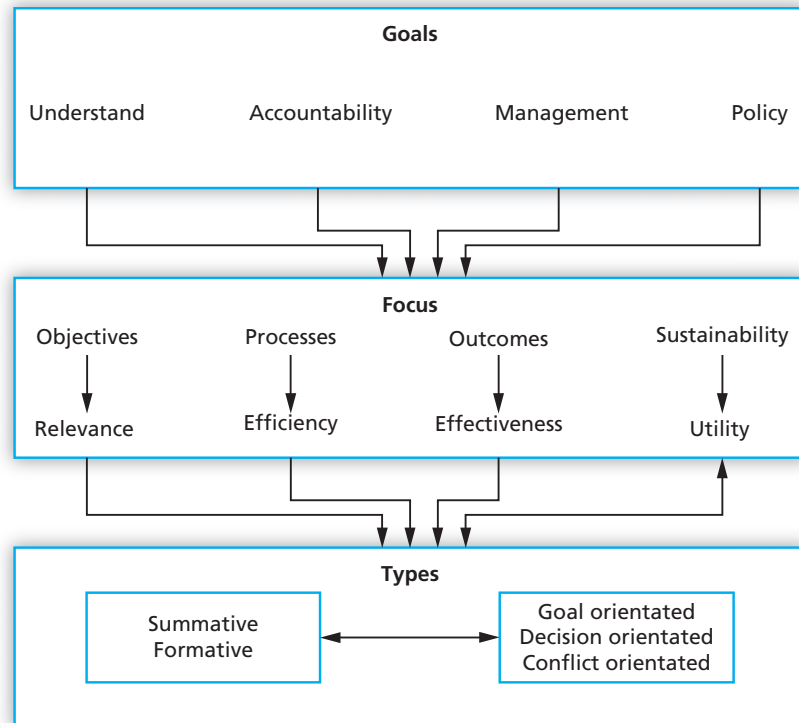 Goals
Understand Accountability Management Policy
Focus
Objectives Processes Outcomes Sustainability
Relevance Efficiency Effectiveness Utility
Types
Summative
Formative
Goal orientated
Decision orientated
Conflict orientated